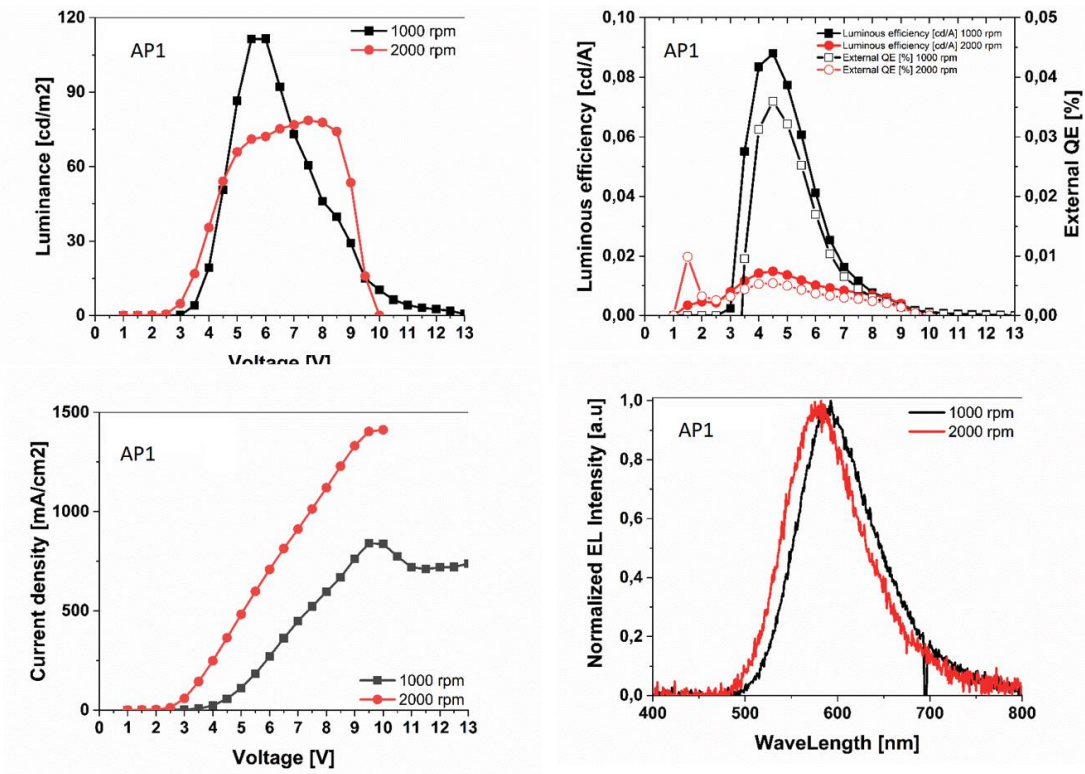 120
90
60
30
0
Luminance [cd/m2]
AP1
1000 rpm
2000 rpm
0 1 2 3 4 5 6 7 8 9 10 11 12 13
Voltage [V]
0,10
0,08
0,06
0,04
0,02
0,00
Luminous efficiency [cd/A]
AP1
Luminous efficiency [cd/A] 1000 rpm
Luminous efficiency [cd/A] 2000 rpm
External QE [%] 1000 rpm
External QE [%] 2000 rpm
0,05
0,04
0,03
0,02
0,01
0,00
External QE [%]
0 1 2 3 4 5 6 7 8 9 10 11 12 13
1500
1000
500
0
Current density [mA/cm2]
AP1
1000 rpm
2000 rpm
0 1 2 3 4 5 6 7 8 9 10 11 12 13
Voltage [V]
1,0
0,8
0,6
0,4
0,2
0,0
Normalized EL Intensity [a.u]
AP1
1000 rpm
2000 rpm
400 500 600 700 800
WaveLength [nm]